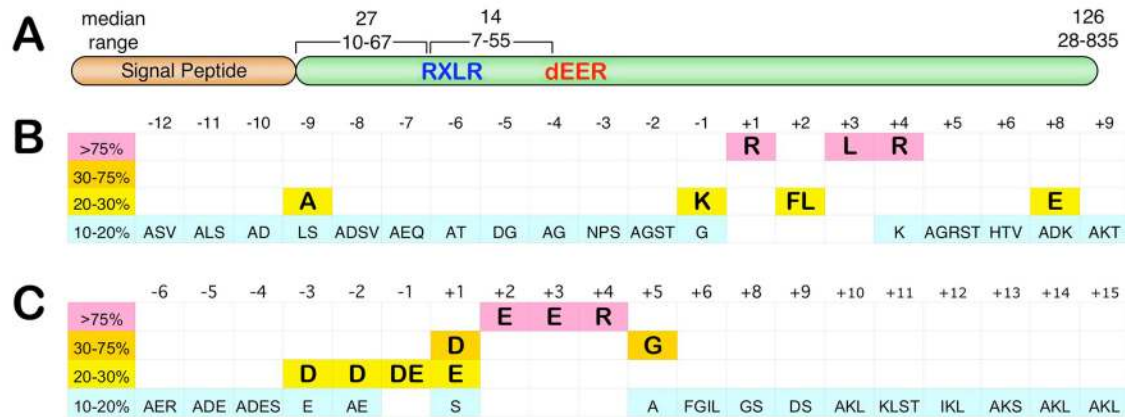 A
median 27 14 126
range 10-67 7-55 28-835
Signal Peptide RXLR dEER
B
-12 -11 -10 -9 -8 -7 -6 -5 -4 -3 -2 -1 +1 +2 +3 +4 +5 +6 +8 +9
>75% R L R
30-75%
20-30% A K FL E
10-20% ASV ALS AD LS ADSV AEQ AT DG AG NPS AGST G K AGRST HTV ADK AKT
C
-6 -5 -4 -3 -2 -1 +1 +2 +3 +4 +5 +6 +8 +9 +10 +11 +12 +13 +14 +15
>75% E E R
30-75% D G
20-30% D D DE E
10-20% AER ADE ADES E AE S A FGIL GS DS AKL KLST IKL AKS AKL AKL